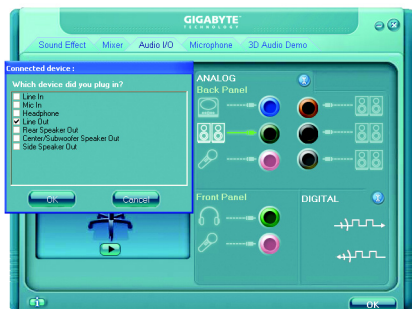 GIGABYTE
TECHNOLOGY
Sound Effect Mixer Audio I/O Microphone 3D Audio Demo
Connected device :
Which device did you plug in?
Line In
Mic In
Headphone
Line Out
Rear Speaker Out
Center/Subwoofer Speaker Out
Side Speaker Out
OK Cancel
ANALOG
Back Panel
Front Panel
DIGITAL
OK